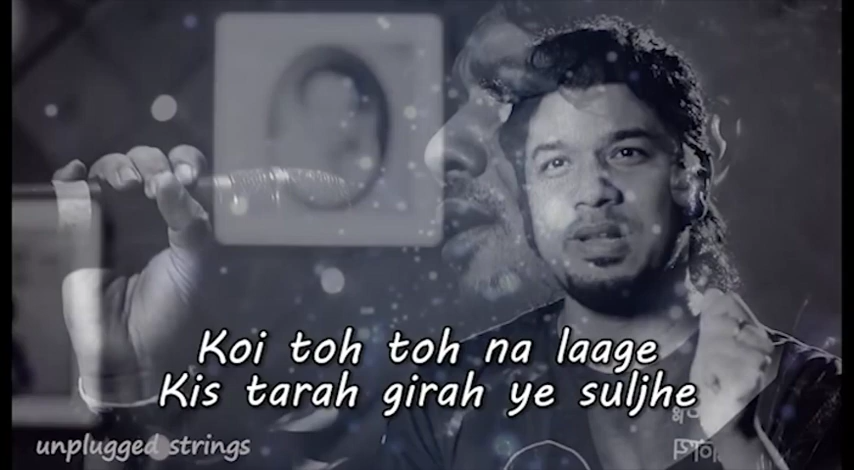 Koi toh toh na laage
Kis tarah girah ye suljhe
unplugged strings